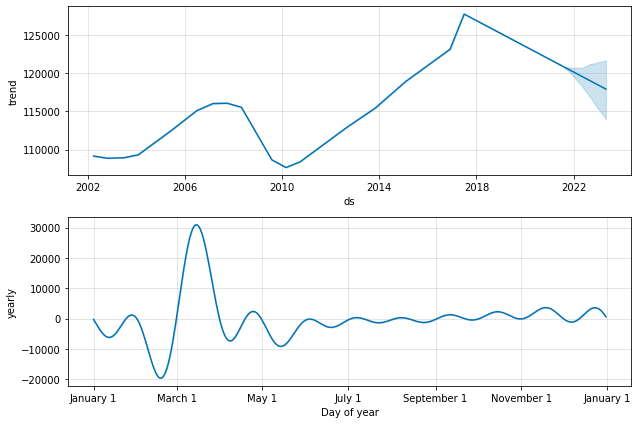 125000
120000
115000
110000
trend
2002 2006 2010 2014 2018 2022
ds
30000
20000
10000
0
−10000
−20000
yearly
January 1 March 1 May 1 July 1 September 1 November 1 January 1
Day of year